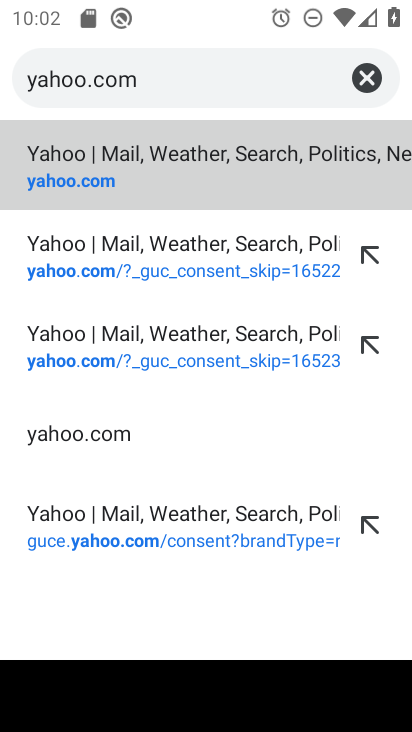 10:02
yahoo.com
Yahoo | Mail, Weather, Search, Politics, Ne
yahoo.com
Yahoo | Mail, Weather, Search, Poli
yahoo.com/?_guc_consent_skip=16522
Yahoo | Mail, Weather, Search, Poli
yahoo.com/?_guc_consent_skip=16523
yahoo.com
Yahoo | Mail, Weather, Search, Poli
guce.yahoo.com/consent?brandType=r